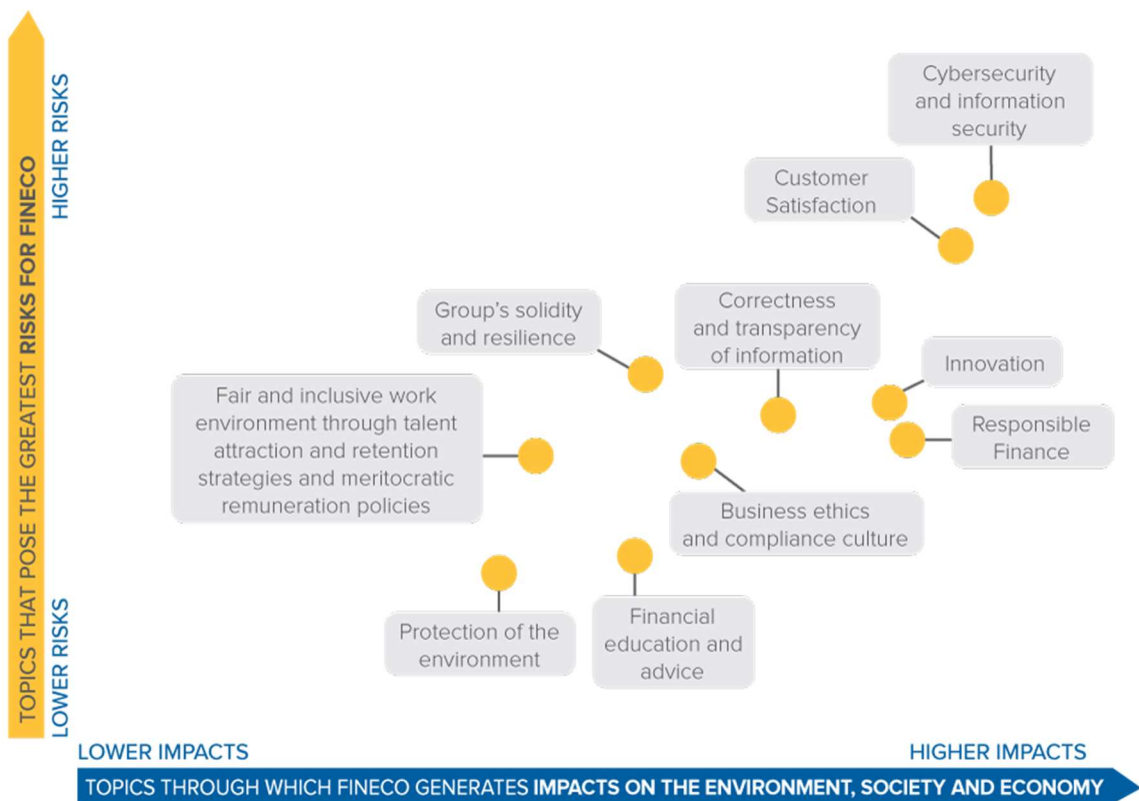 TOPICS THAT POSE THE GREATEST RISKS FOR FINECO
HIGHER RISKS
LOWER RISKS
Cybersecurity
and information
security
Customer
Satisfaction
Group's solidity
and resilience
Correctness
and transparency
of information
Innovation
Fair and inclusive work
environment through talent
attraction and retention
strategies and meritocratic
remuneration policies
Responsible
Finance
Business ethics
and compliance culture
Protection of the
environment
Financial
education and
advice
LOWER IMPACTS
HIGHER IMPACTS
TOPICS THROUGH WHICH FINECO GENERATES IMPACTS ON THE ENVIRONMENT, SOCIETY AND ECONOMY